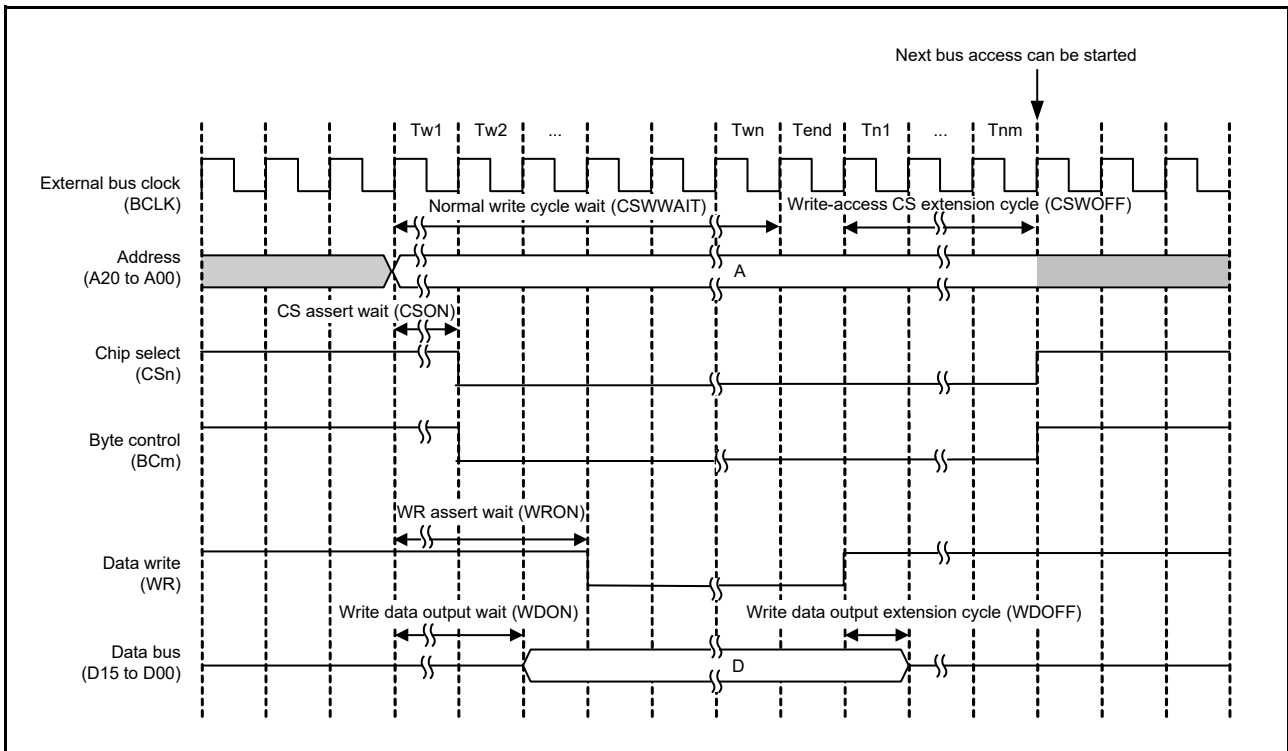 Next bus access can be started
Tw1 Tw2 ... Twn Tend Tn1 ... Tnm
External bus clock
(BCLK)
Normal write cycle wait (CSWWAIT) Write-access CS extension cycle (CSWOFF)
Address
(A20 to A00)
A
CS assert wait (CSON)
Chip select
(CSn)
Byte control
(BCm)
WR assert wait (WRON)
Data write
(WR)
Write data output wait (WDON) Write data output extension cycle (WDOFF)
Data bus
(D15 to D00)
D